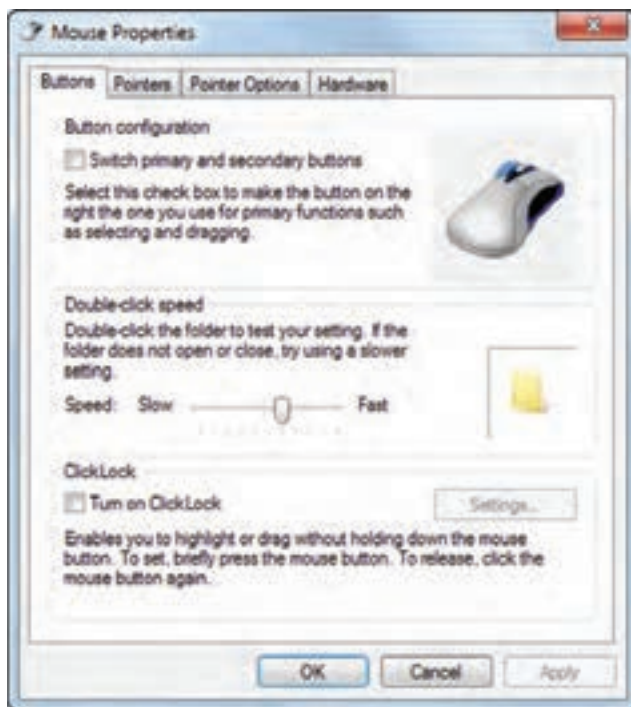 Mouse Properties
Buttons Pointers Pointer Options Hardware
Button configuration
Switch primary and secondary buttons
Select this check box to make the button on the
right the one you use for primary functions such
as selecting and dragging.
Double-click speed
Double-click the folder to test your setting. If the
folder does not open or close, try using a slower
setting.
Speed: Slow Fast
ClickLock
Turn on ClickLock
Settings...
Enables you to highlight or drag without holding down the mouse
button. To set, briefly press the mouse button. To release, click the
mouse button again.
OK Cancel Apply